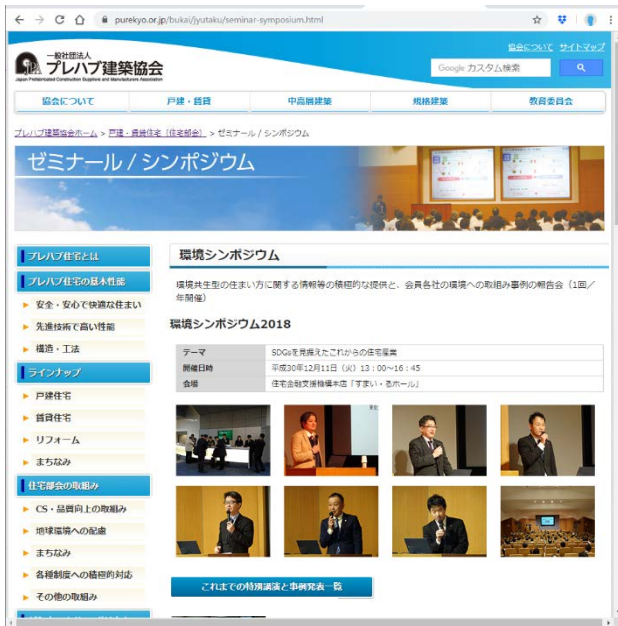 purekyo.or.jp/bukai/jyutaku/seminar-symposium.html
協会について サイトマップ
一般社団法人
プレハブ建築協会
Japan Prefabricated Construction Suppliers and Manufacturers Association
Google カスタム検索
協会について 戸建・賃貸 中高層建築 規格建築 教育委員会
プレハブ建築協会ホーム > 戸建・賃貸住宅（住宅部会） > ゼミナール / シンポジウム
ゼミナール / シンポジウム
プレハブ住宅とは
プレハブ住宅の基本性能
安全・安心で快適な住まい
先進技術で高い性能
構造・工法
ラインナップ
戸建住宅
賃貸住宅
リフォーム
まちなみ
住宅部会の取組み
CS・品質向上の取組み
地球環境への配慮
まちなみ
各種制度への積極的対応
その他の取組み
環境シンポジウム
環境共生型の住まい方に関する情報等の積極的な提供と、会員各社の環境への取組み事例の報告会（1回／
年開催）
環境シンポジウム2018
テーマ SDGsを見据えたこれからの住宅産業
開催日時 平成30年12月11日（火）13：00～16：45
会場 住宅金融支援機構本店「すまい・るホール」
これまでの特別講演と事例発表一覧